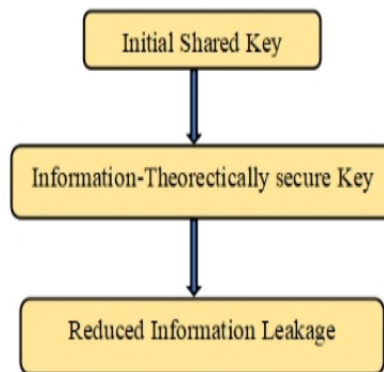 Initial Shared Key
Information-Theorectically secure Key
Reduced Information Leakage